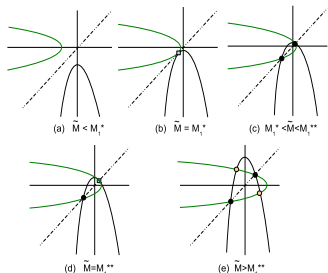 (a) M̃ < M₁*
(b) M̃ = M₁*
(c) M₁* <M̃<M₁**
(d) M̃=M₁**
(e) M̃>M₁**